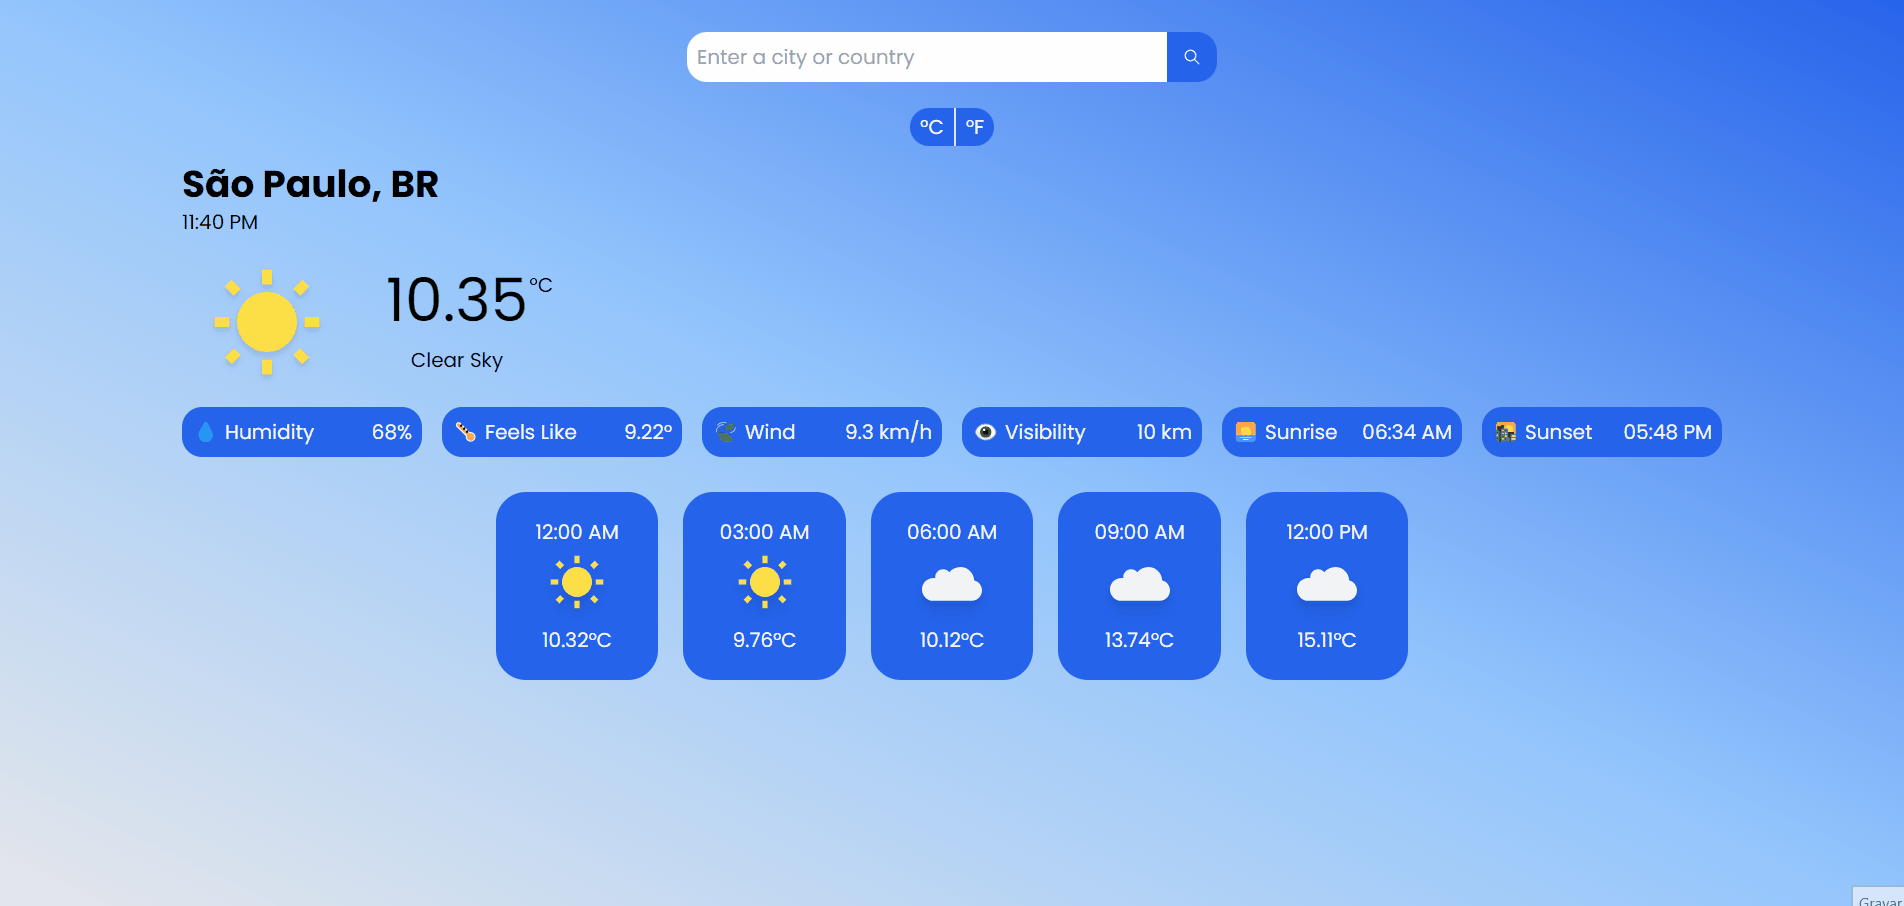 Enter a city or country
°C °F
São Paulo, BR
11:40 PM
10.35 °C
Clear Sky
Humidity 68% Feels Like 9.22° Wind 9.3 km/h Visibility 10 km Sunrise 06:34 AM Sunset 05:48 PM
12:00 AM 03:00 AM 06:00 AM 09:00 AM 12:00 PM
10.32°C 9.76°C 10.12°C 13.74°C 15.11°C